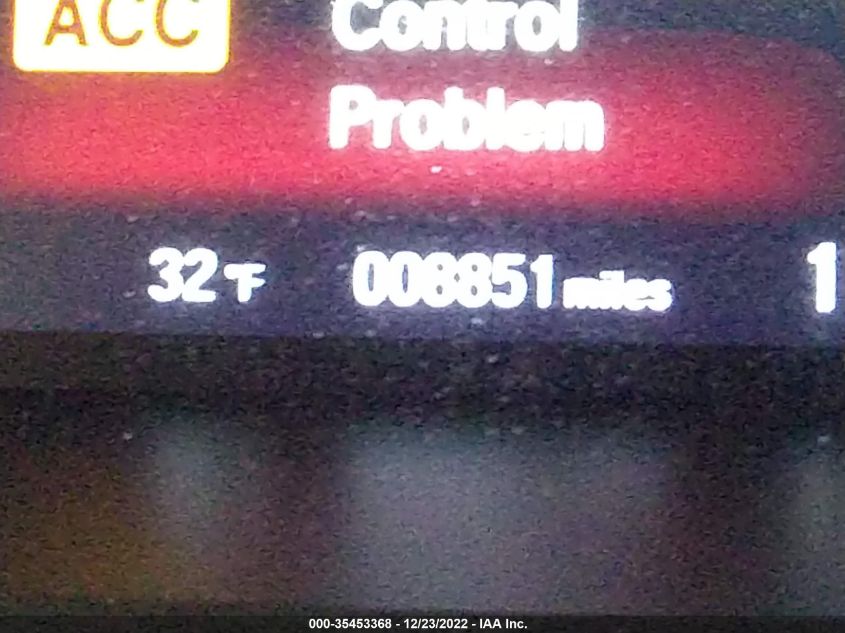 ACC
Control
Problem
32°F
008851 miles
1
000-35453368 - 12/23/2022 - IAA Inc.